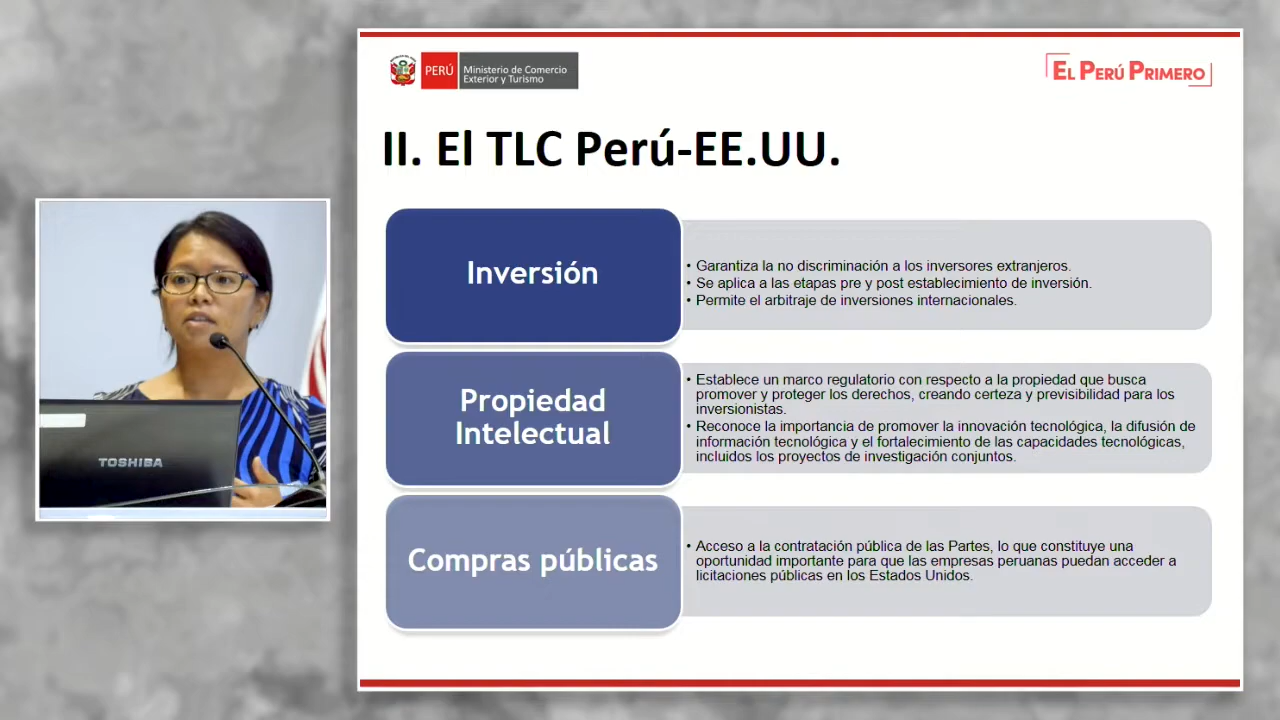 PERÚ
Ministerio de Comercio
Exterior y Turismo
EL PERÚ PRIMERO
II. El TLC Perú-EE.UU.
Inversión
• Garantiza la no discriminación a los inversores extranjeros.
• Se aplica a las etapas pre y post establecimiento de inversión.
• Permite el arbitraje de inversiones internacionales.
Propiedad
Intelectual
• Establece un marco regulatorio con respecto a la propiedad que busca
promover y proteger los derechos, creando certeza y previsibilidad para los
inversionistas.
• Reconoce la importancia de promover la innovación tecnológica, la difusión de
información tecnológica y el fortalecimiento de las capacidades tecnológicas,
incluidos los proyectos de investigación conjuntos.
Compras públicas
• Acceso a la contratación pública de las Partes, lo que constituye una
oportunidad importante para que las empresas peruanas puedan acceder a
licitaciones públicas en los Estados Unidos.
TOSHIBA